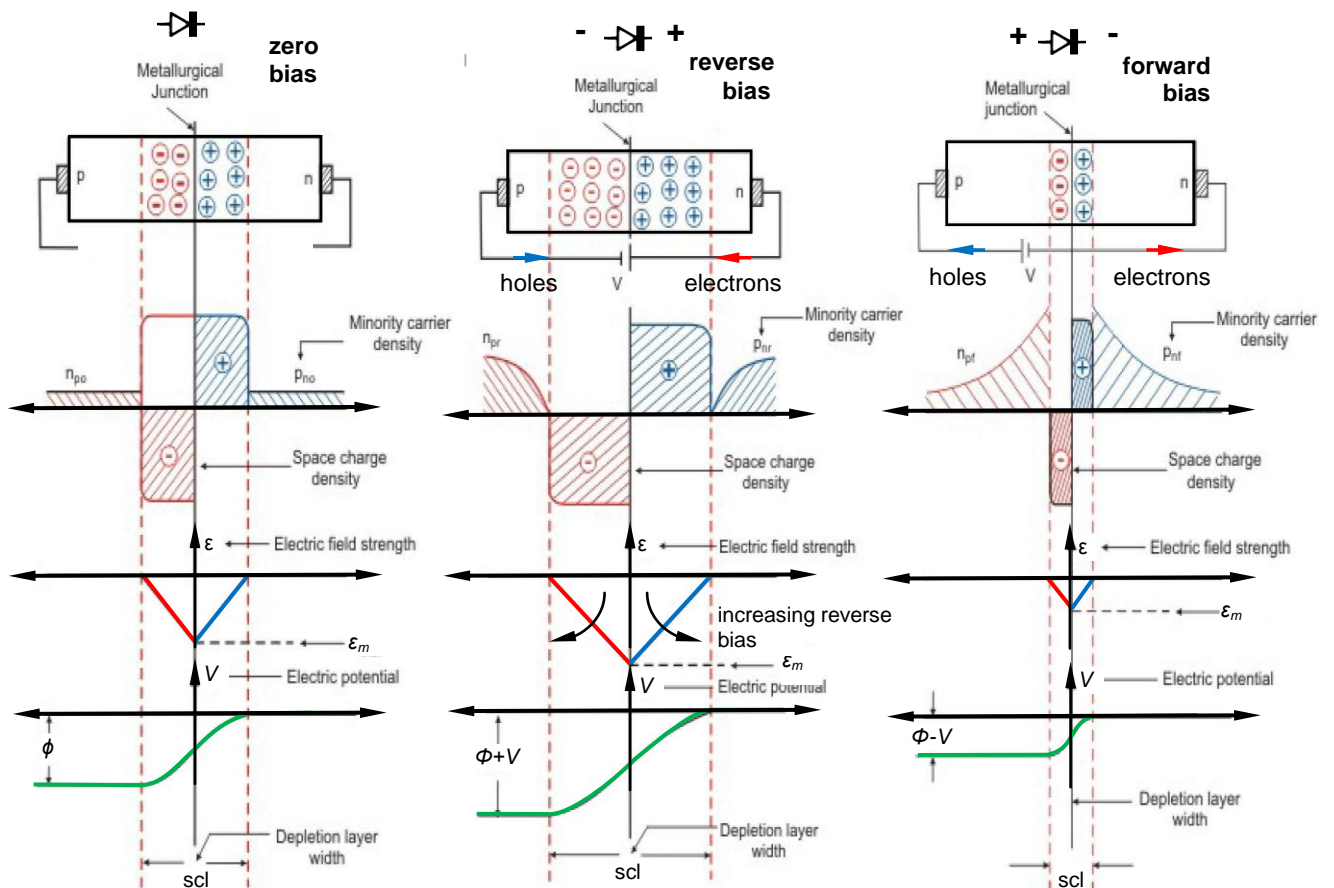 zero
bias
Metallurgical
Junction
p
n
Minority carrier
density
n_po
p_no
+
-
Space charge
density
ε
Electric field strength
ε_m
V
Electric potential
ϕ
Depletion layer
width
scl
- +
reverse
bias
Metallurgical
Junction
p
n
holes
V
electrons
Minority carrier
density
n_pr
p_nr
+
-
Space charge
density
ε
Electric field strength
increasing reverse
bias
ε_m
V
Electric potential
Φ+V
Depletion layer
width
scl
+ -
forward
bias
Metallurgical
junction
p
n
holes
V
electrons
Minority carrier
density
n_pf
p_nf
+
-
Space charge
density
ε
Electric field strength
ε_m
V
Electric potential
Φ-V
Depletion layer
width
scl